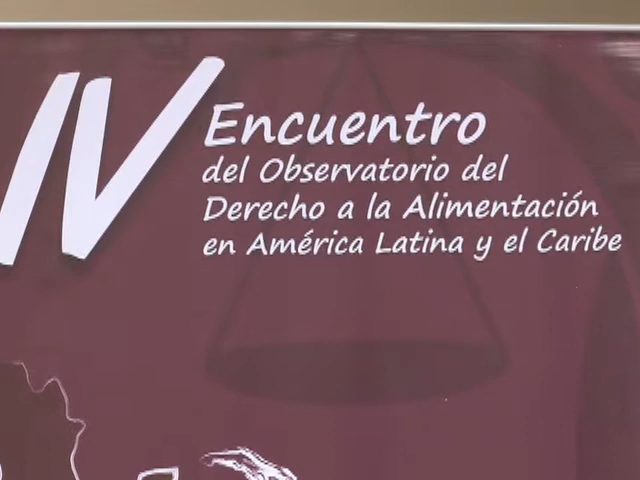 IV
Encuentro
del Observatorio del
Derecho a la Alimentación
en América Latina y el Caribe